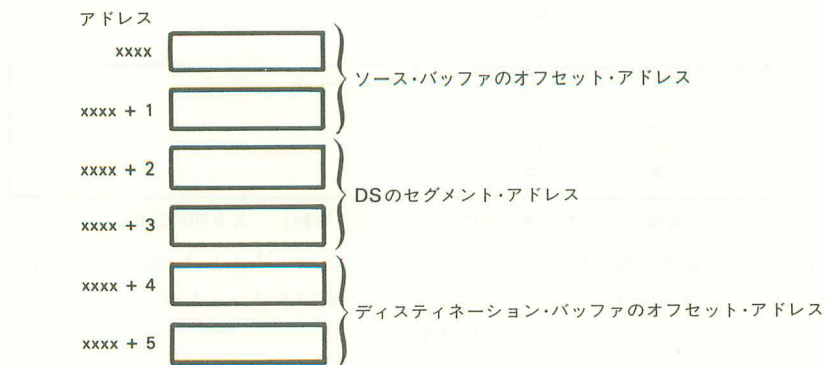 アドレス
xxxx
ソース・バッファのオフセット・アドレス
xxxx + 1
xxxx + 2
DSのセグメント・アドレス
xxxx + 3
xxxx + 4
ディスティネーション・バッファのオフセット・アドレス
xxxx + 5